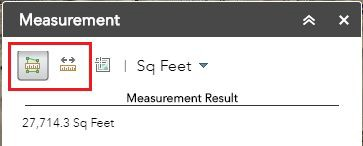 Measurement
Sq Feet
Measurement Result
27,714.3 Sq Feet